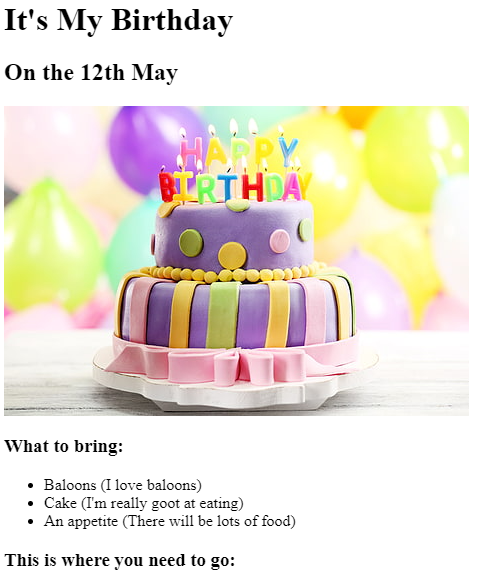 It's My Birthday
On the 12th May
HAPPY
BIRTHDAY
What to bring:
Baloons (I love baloons)
Cake (I'm really goot at eating)
An appetite (There will be lots of food)
This is where you need to go: